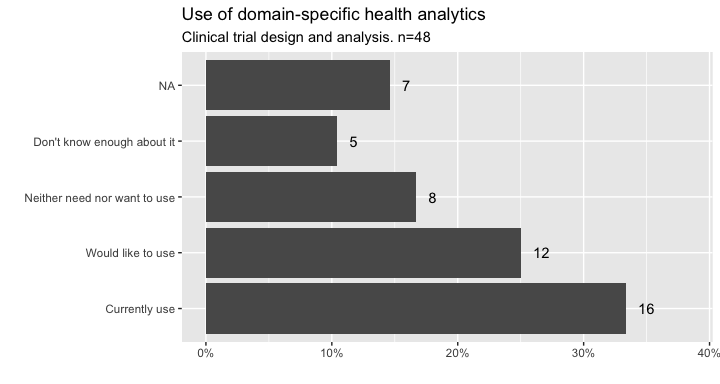 Use of domain-specific health analytics
Clinical trial design and analysis. n=48
NA 7
Don't know enough about it 5
Neither need nor want to use 8
Would like to use 12
Currently use 16
0% 10% 20% 30% 40%